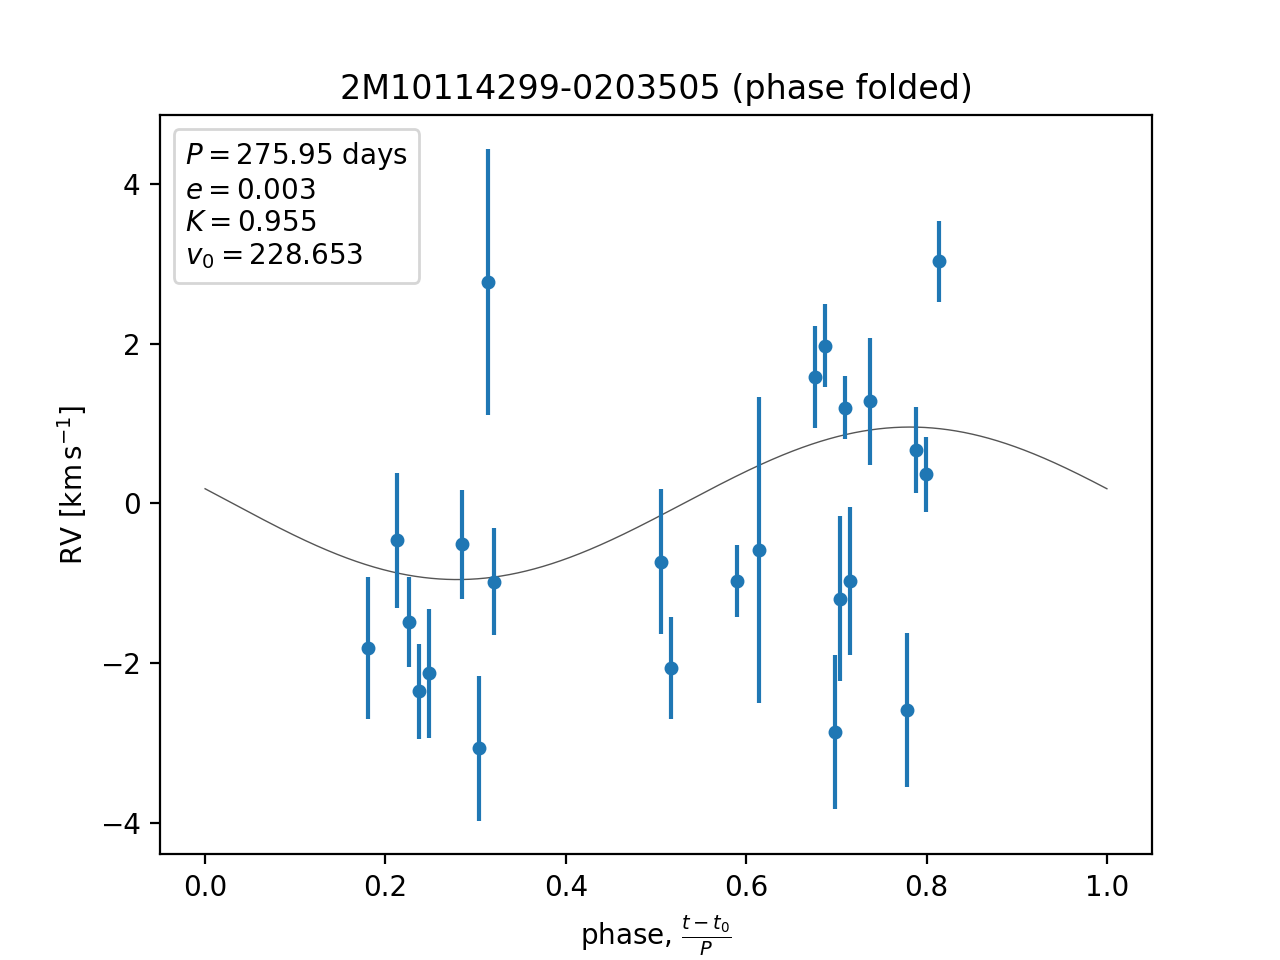 2M10114299-0203505 (phase folded)
P = 275.95 days
e = 0.003
K = 0.955
v₀ = 228.653
4
2
0
−2
−4
RV [km s⁻¹]
0.0 0.2 0.4 0.6 0.8 1.0
phase, (t − t₀)/P